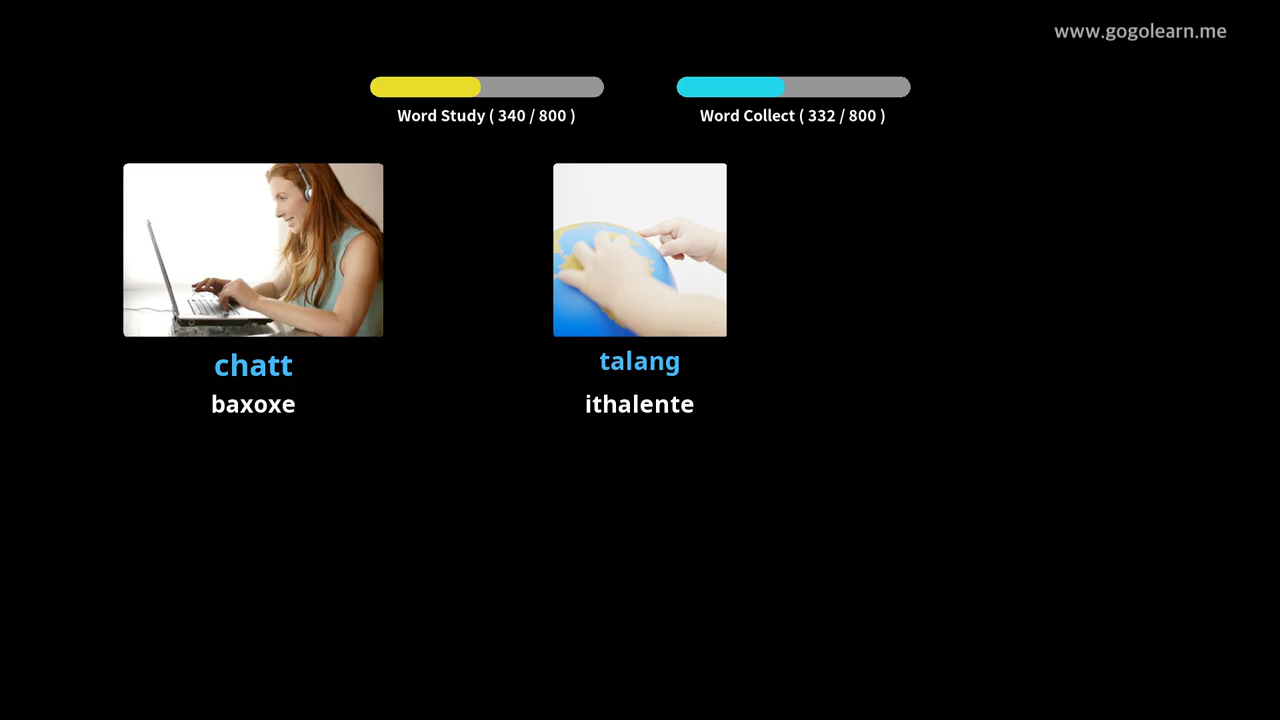 www.gogolearn.me
Word Study ( 340 / 800 )
Word Collect ( 332 / 800 )
chatt
baxoxe
talang
ithalente